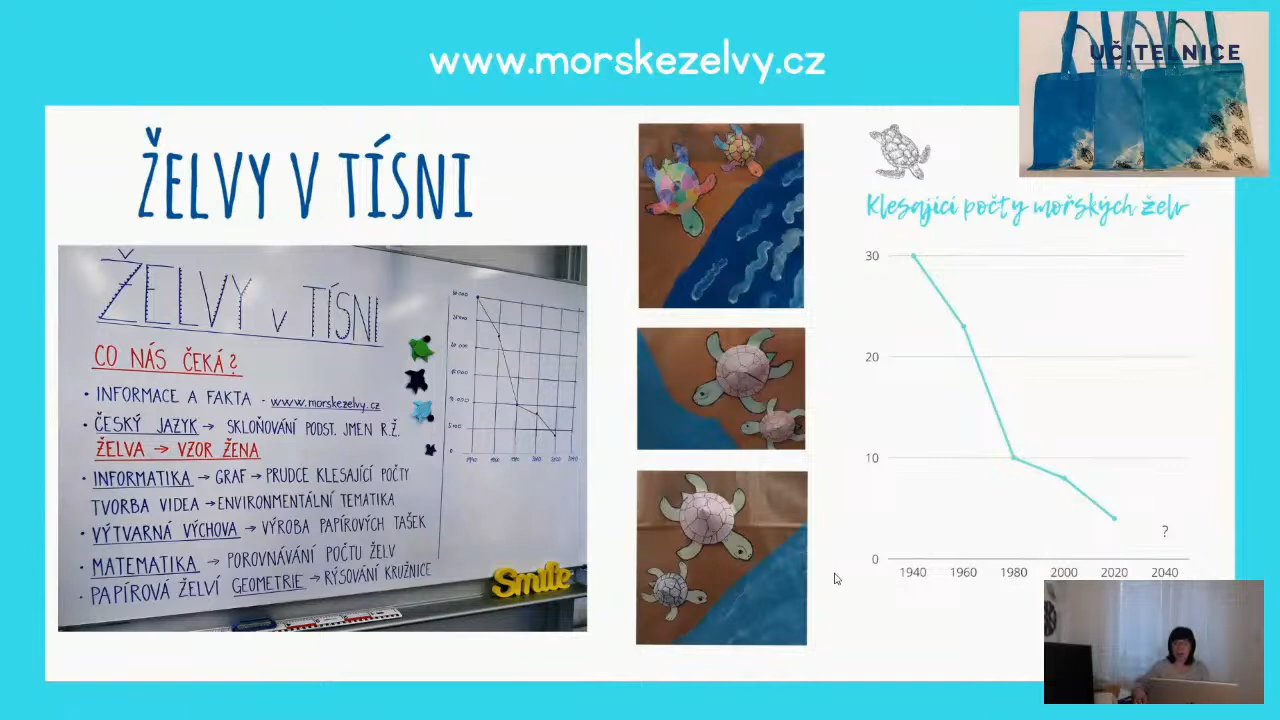 www.morskezelvy.cz
UČITELNICE
ŽELVY V TÍSNI
ŽELVY V TÍSNI
CO NÁS ČEKÁ?
• INFORMACE A FAKTA - www.morskezelvy.cz
• ČESKÝ JAZYK → SKLOŇOVÁNÍ PODST. JMEN R.Ž.
ŽELVA → VZOR ŽENA
• INFORMATIKA → GRAF → PRUDCE KLESAJÍCÍ POČTY
TVORBA VIDEA → ENVIRONMENTÁLNÍ TEMATIKA
• VÝTVARNÁ VÝCHOVA → VÝROBA PAPÍROVÝCH TAŠEK
• MATEMATIKA → POROVNÁVÁNÍ POČTU ŽELV
• PAPÍROVÁ ŽELVÍ GEOMETRIE → RÝSOVÁNÍ KRUŽNICE
Smile
Klesající počty mořských želv
30
20
10
0
?
1940 1960 1980 2000 2020 2040